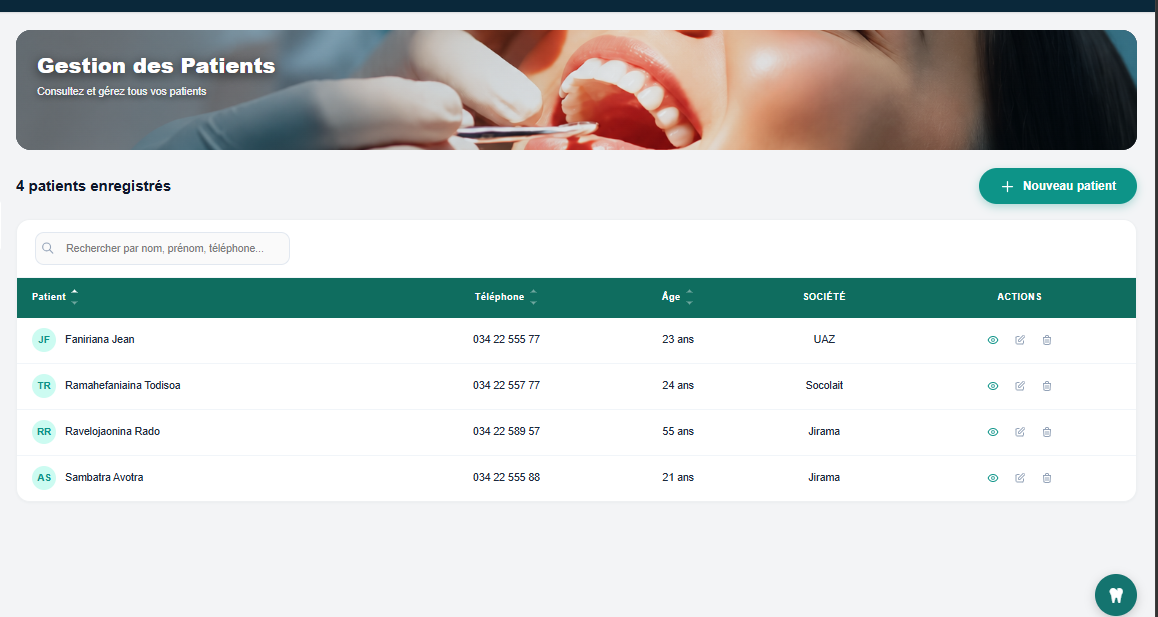 Gestion des Patients
Consultez et gérez tous vos patients
4 patients enregistrés
Nouveau patient
Rechercher par nom, prénom, téléphone...
Patient Téléphone Âge SOCIÉTÉ ACTIONS
JF Faniriana Jean 034 22 555 77 23 ans UAZ
TR Ramahefaniaina Todisoa 034 22 557 77 24 ans Socolait
RR Ravelojaonina Rado 034 22 589 57 55 ans Jirama
AS Sambatra Avotra 034 22 555 88 21 ans Jirama